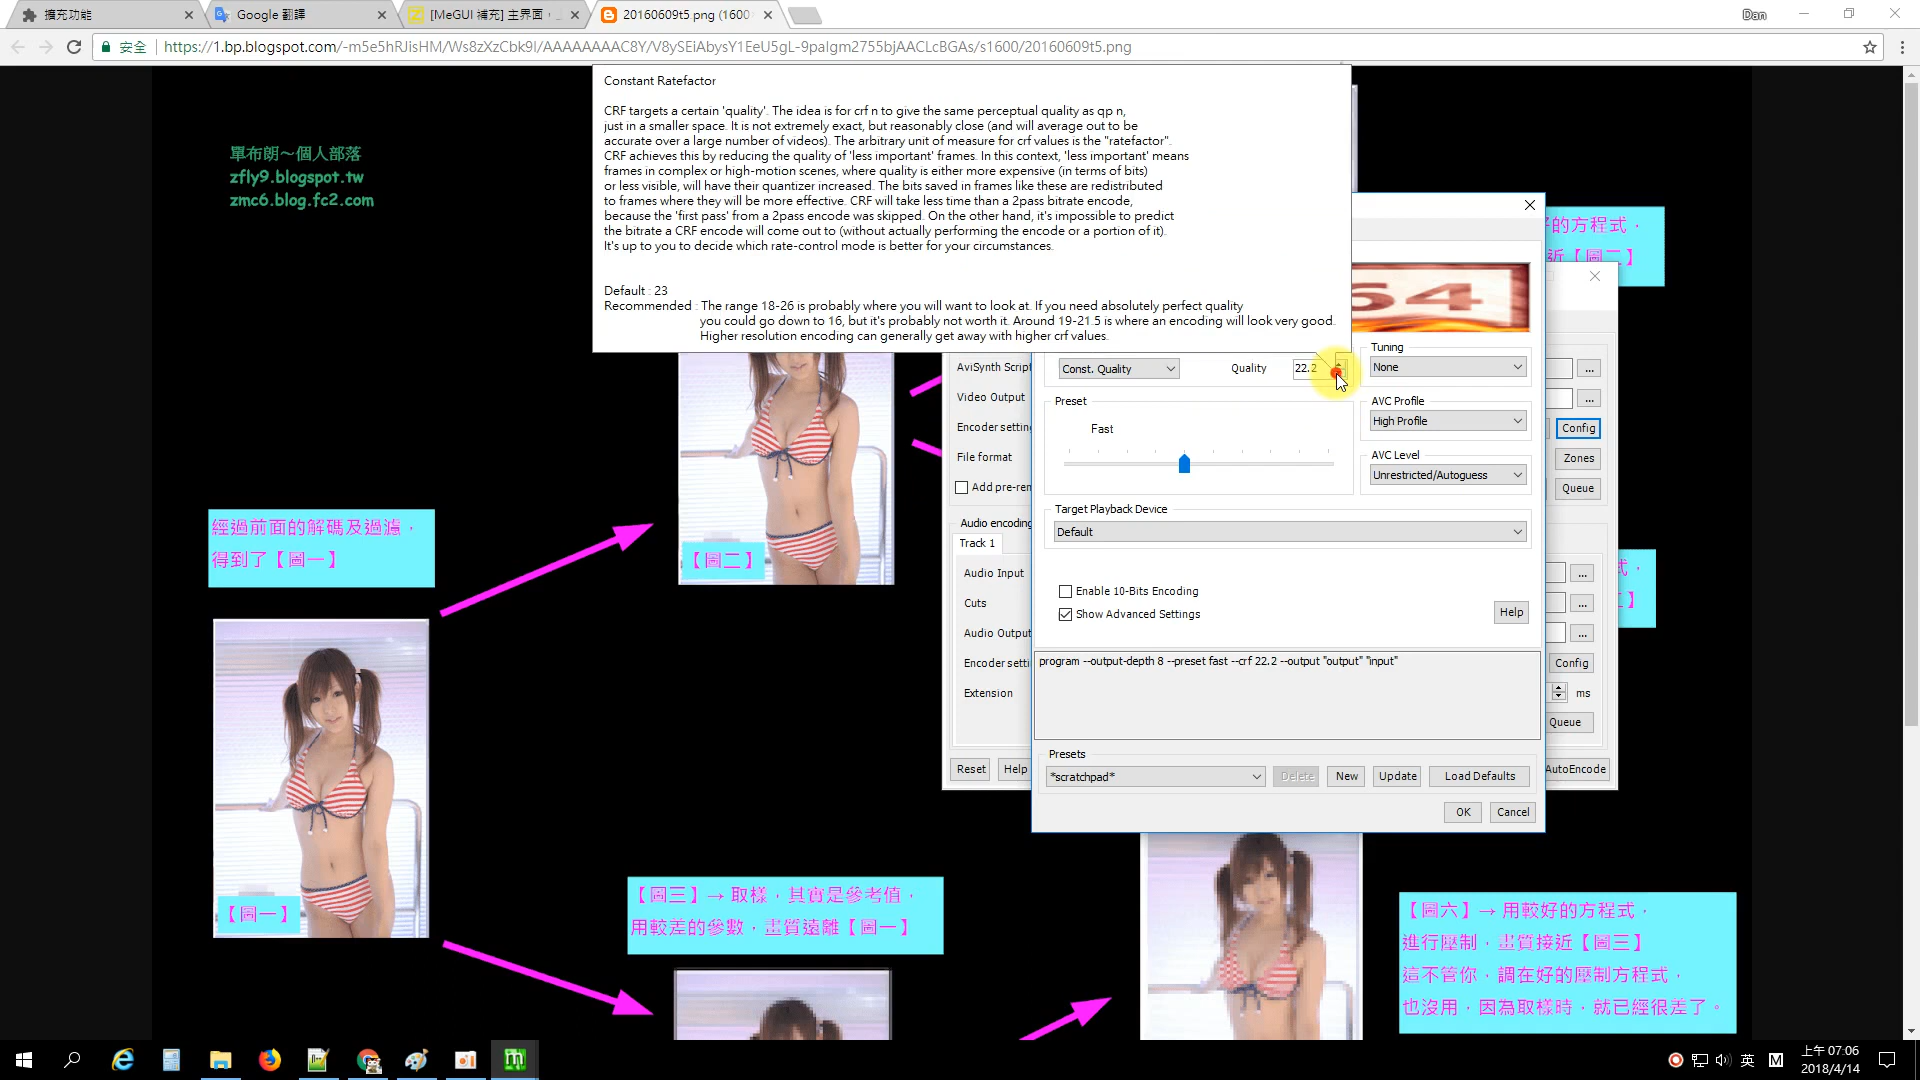 擴充功能
Google 翻譯
[MeGUI 補充] 主界面，
20160609t5.png (1600
Dan
安全
https://1.bp.blogspot.com/-m5e5hRJisHM/Ws8zXzCbk9I/AAAAAAAAC8Y/V8ySEiAbysY1EeU5gL-9paIgm2755bjAACLcBGAs/s1600/20160609t5.png
Constant Ratefactor
CRF targets a certain 'quality'. The idea is for crf n to give the same perceptual quality as qp n,
just in a smaller space. It is not extremely exact, but reasonably close (and will average out to be
accurate over a large number of videos). The arbitrary unit of measure for crf values is the "ratefactor".
CRF achieves this by reducing the quality of 'less important' frames. In this context, 'less important' means
frames in complex or high-motion scenes, where quality is either more expensive (in terms of bits)
or less visible, will have their quantizer increased. The bits saved in frames like these are redistributed
to frames where they will be more effective. CRF will take less time than a 2pass bitrate encode,
because the 'first pass' from a 2pass encode was skipped. On the other hand, it's impossible to predict
the bitrate a CRF encode will come out to (without actually performing the encode or a portion of it).
It's up to you to decide which rate-control mode is better for your circumstances.
Default : 23
Recommended : The range 18-26 is probably where you will want to look at. If you need absolutely perfect quality
you could go down to 16, but it's probably not worth it. Around 19-21.5 is where an encoding will look very good.
Higher resolution encoding can generally get away with higher crf values.
單布朗～個人部落
zfly9.blogspot.tw
zmc6.blog.fc2.com
好的方程式，
近【圖二】
64
Const. Quality
Quality
22.2
Tuning
None
Preset
Fast
AVC Profile
High Profile
AVC Level
Unrestricted/Autoguess
Target Playback Device
Default
Enable 10-Bits Encoding
Show Advanced Settings
Help
program --output-depth 8 --preset fast --crf 22.2 --output "output" "input"
Presets
*scratchpad*
Delete
New
Update
Load Defaults
OK
Cancel
AviSynth Script
Video Output
Encoder settin
File format
Add pre-ren
...
...
Config
Zones
Queue
Audio encoding
Track 1
Audio Input
Cuts
Audio Output
Encoder setti
Extension
...
...
...
Config
ms
Queue
Reset
Help
AutoEncode
式，
】
經過前面的解碼及過濾，
得到了【圖一】
【圖二】
【圖一】
【圖三】→ 取樣，其實是參考值，
用較差的參數，畫質遠離【圖一】
【圖六】→ 用較好的方程式，
進行壓制，畫質接近【圖三】
這不管你，調在好的壓制方程式，
也沒用，因為取樣時，就已經很差了。
英
M
上午 07:06
2018/4/14